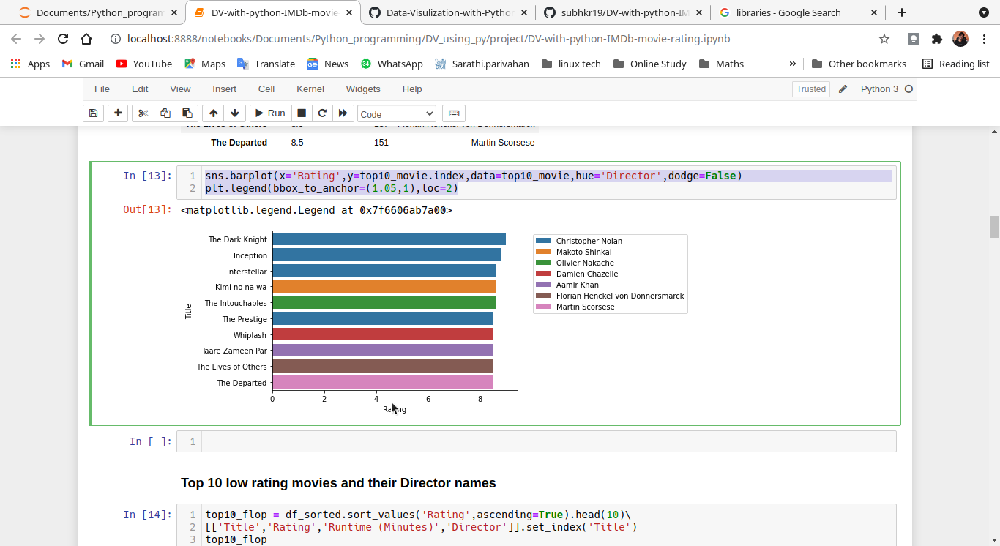 Documents/Python_program
DV-with-python-IMDb-movie
Data-Visulization-with-Python
subhkr19/DV-with-python-IM
libraries - Google Search
localhost:8888/notebooks/Documents/Python_programming/DV_using_py/project/DV-with-python-IMDb-movie-rating.ipynb
Apps Gmail YouTube Maps Translate News 34 WhatsApp Sarathi.parivahan linux tech Online Study Maths » Other bookmarks Reading list
File Edit View Insert Cell Kernel Widgets Help Trusted Python 3
Run Code
The Departed 8.5 151 Martin Scorsese
In [13]:
1 sns.barplot(x='Rating',y=top10_movie.index,data=top10_movie,hue='Director',dodge=False)
2 plt.legend(bbox_to_anchor=(1.05,1),loc=2)
Out[13]: <matplotlib.legend.Legend at 0x7f6606ab7a00>
The Dark Knight
Inception
Interstellar
Kimi no na wa
The Intouchables
The Prestige
Whiplash
Taare Zameen Par
The Lives of Others
The Departed
Title
0 2 4 6 8
Christopher Nolan
Makoto Shinkai
Olivier Nakache
Damien Chazelle
Aamir Khan
Florian Henckel von Donnersmarck
Martin Scorsese
In [ ]: 1
Top 10 low rating movies and their Director names
In [14]:
1 top10_flop = df_sorted.sort_values('Rating',ascending=True).head(10)\
2 [['Title','Rating','Runtime (Minutes)','Director']].set_index('Title')
3 top10_flop